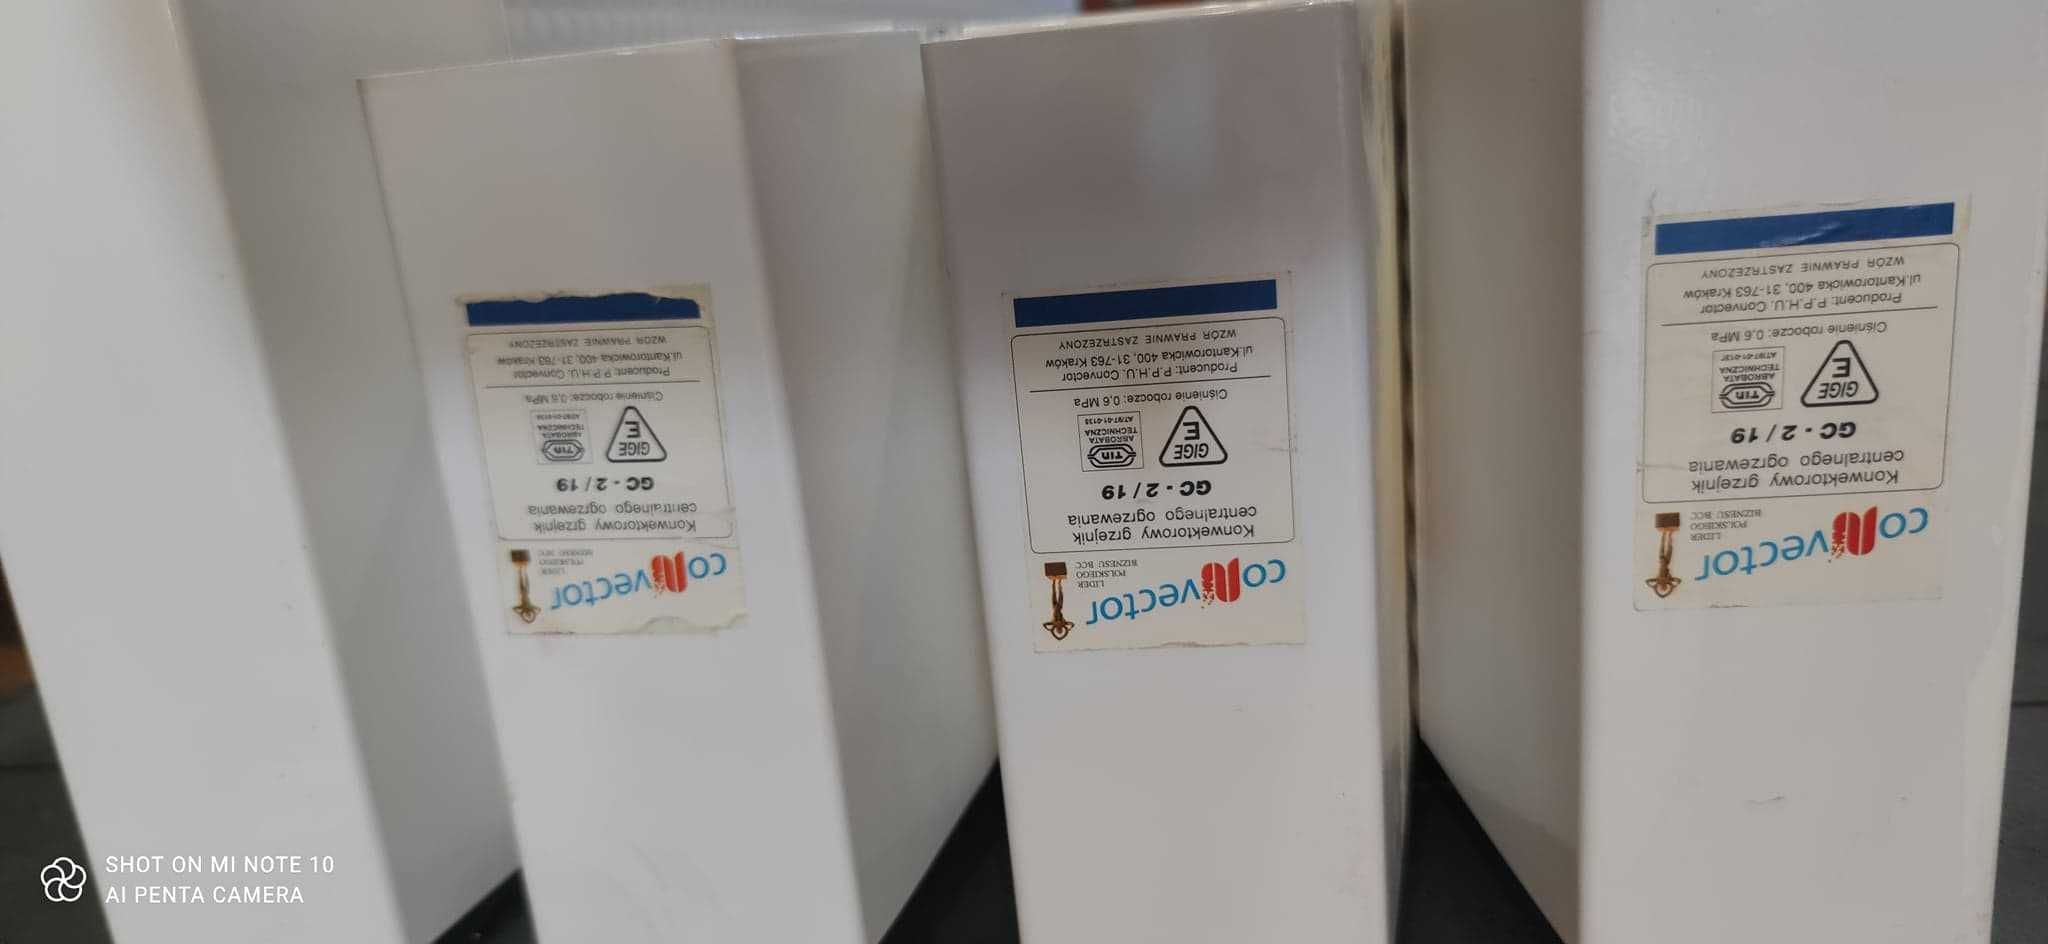 convector
LIDER
POLSKIEGO
BIZNESU BCC
Konwektorowy grzejnik
centralnego ogrzewania
GC - 2 / 19
GIGE
E
TIN
APROBATA
TECHNICZNA
Ciśnienie robocze: 0,6 MPa
Producent: P.P.H.U. Convector
ul.Kantorowicka 400, 31-763 Kraków
WZÓR PRAWNIE ZASTRZEŻONY
convector
LIDER
POLSKIEGO
BIZNESU BCC
Konwektorowy grzejnik
centralnego ogrzewania
GC - 2 / 19
GIGE
E
TIN
APROBATA
TECHNICZNA
AT/97-01-0135
Ciśnienie robocze: 0,6 MPa
Producent: P.P.H.U. Convector
ul.Kantorowicka 400, 31-763 Kraków
WZÓR PRAWNIE ZASTRZEŻONY
convector
LIDER
POLSKIEGO
BIZNESU BCC
Konwektorowy grzejnik
centralnego ogrzewania
GC - 2 / 19
GIGE
E
TIN
APROBATA
TECHNICZNA
Ciśnienie robocze: 0,6 MPa
Producent: P.P.H.U. Convector
ul.Kantorowicka 400, 31-763 Kraków
WZÓR PRAWNIE ZASTRZEŻONY
SHOT ON MI NOTE 10
AI PENTA CAMERA